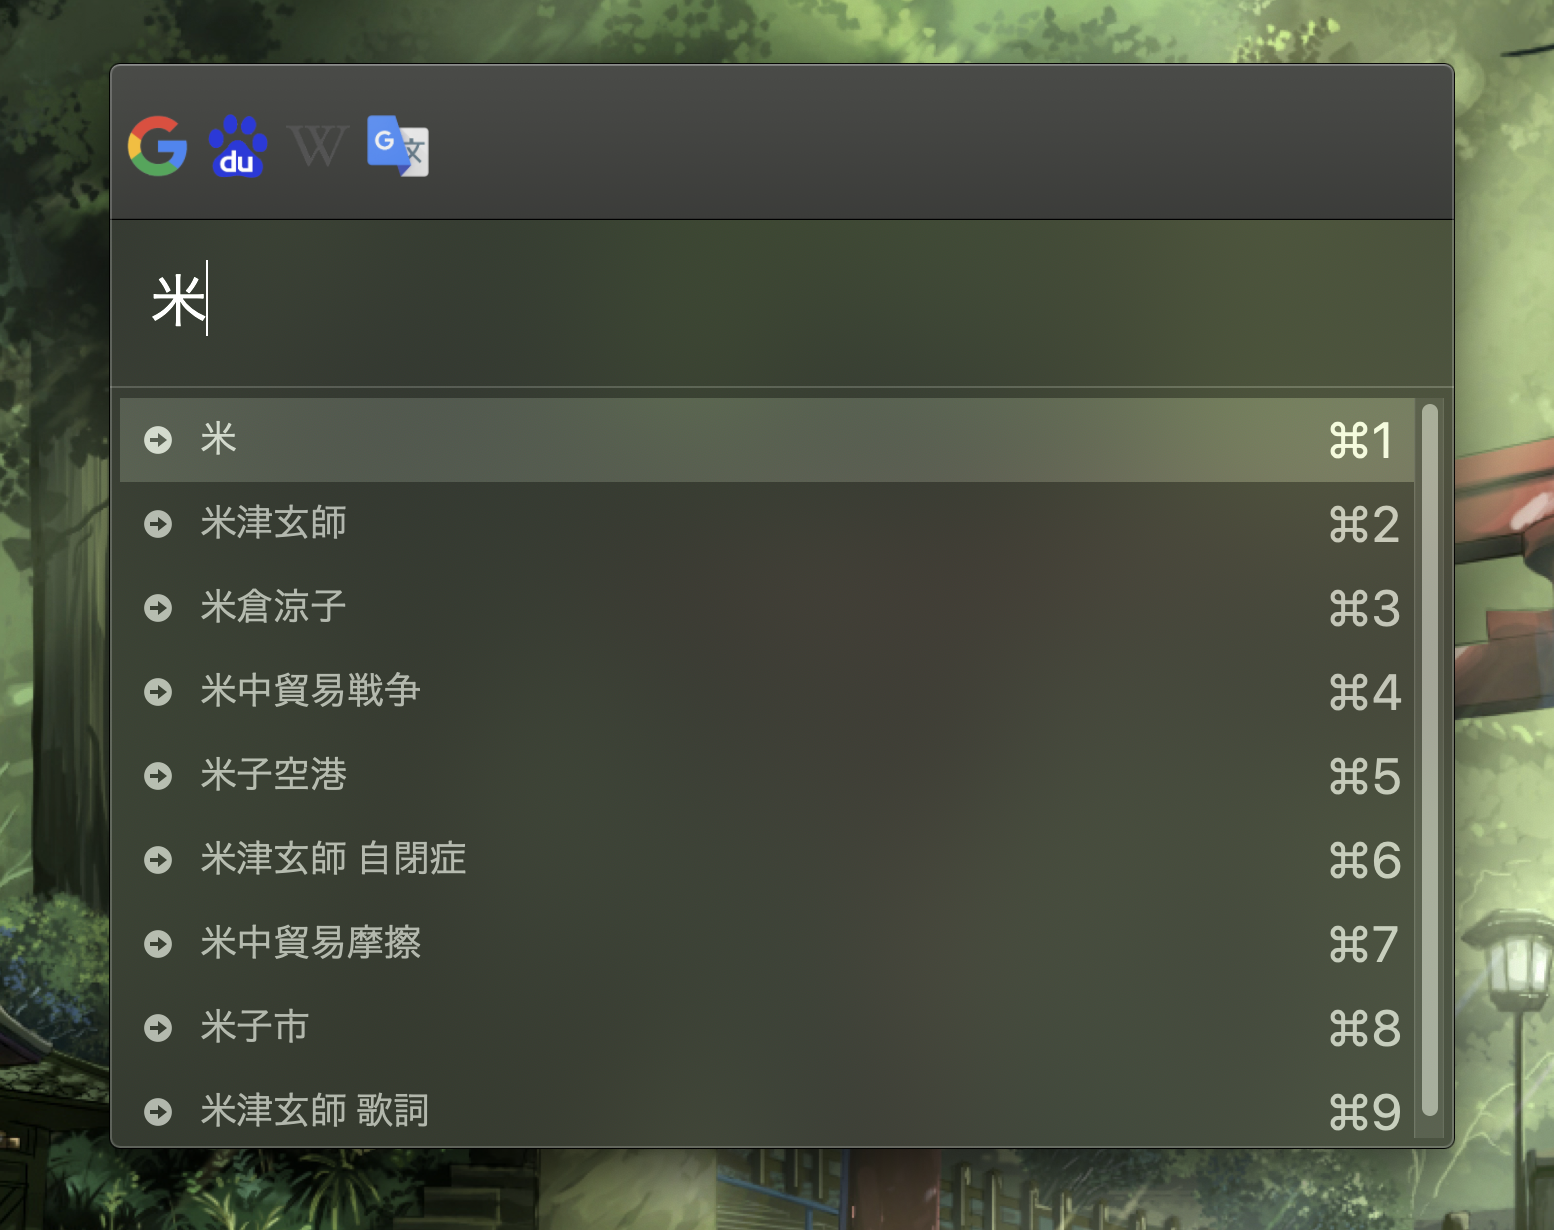 G du W G 文
米
米 ⌘1
米津玄師 ⌘2
米倉涼子 ⌘3
米中貿易戦争 ⌘4
米子空港 ⌘5
米津玄師 自閉症 ⌘6
米中貿易摩擦 ⌘7
米子市 ⌘8
米津玄師 歌詞 ⌘9